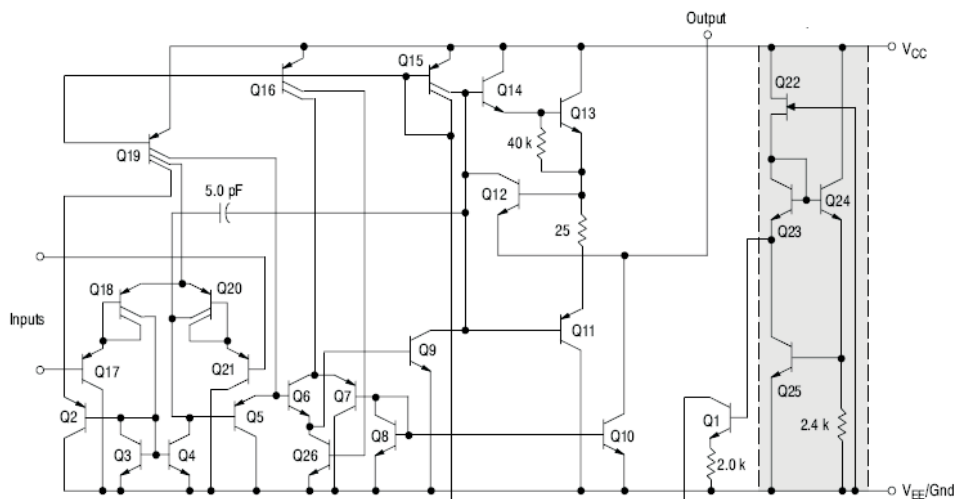 Output
Q15
V_CC
Q22
Q16
Q14
Q13
Q19
40 k
5.0 pF
Q12
Q24
Q23
25
Q18
Q20
Inputs
Q11
Q17
Q21
Q9
Q25
Q2
Q5
Q6
Q7
Q1
2.4 k
Q3
Q4
Q26
Q8
Q10
2.0 k
V_EE/Gnd